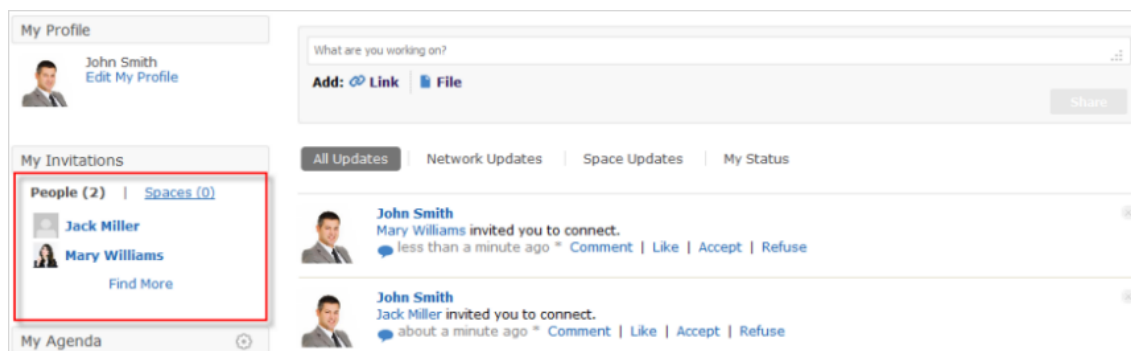 My Profile
John Smith
Edit My Profile
My Invitations
People (2) | Spaces (0)
Jack Miller
Mary Williams
Find More
My Agenda
What are you working on?
Add: Link | File
Share
All Updates | Network Updates | Space Updates | My Status
John Smith
Mary Williams invited you to connect.
less than a minute ago * Comment | Like | Accept | Refuse
John Smith
Jack Miller invited you to connect.
about a minute ago * Comment | Like | Accept | Refuse